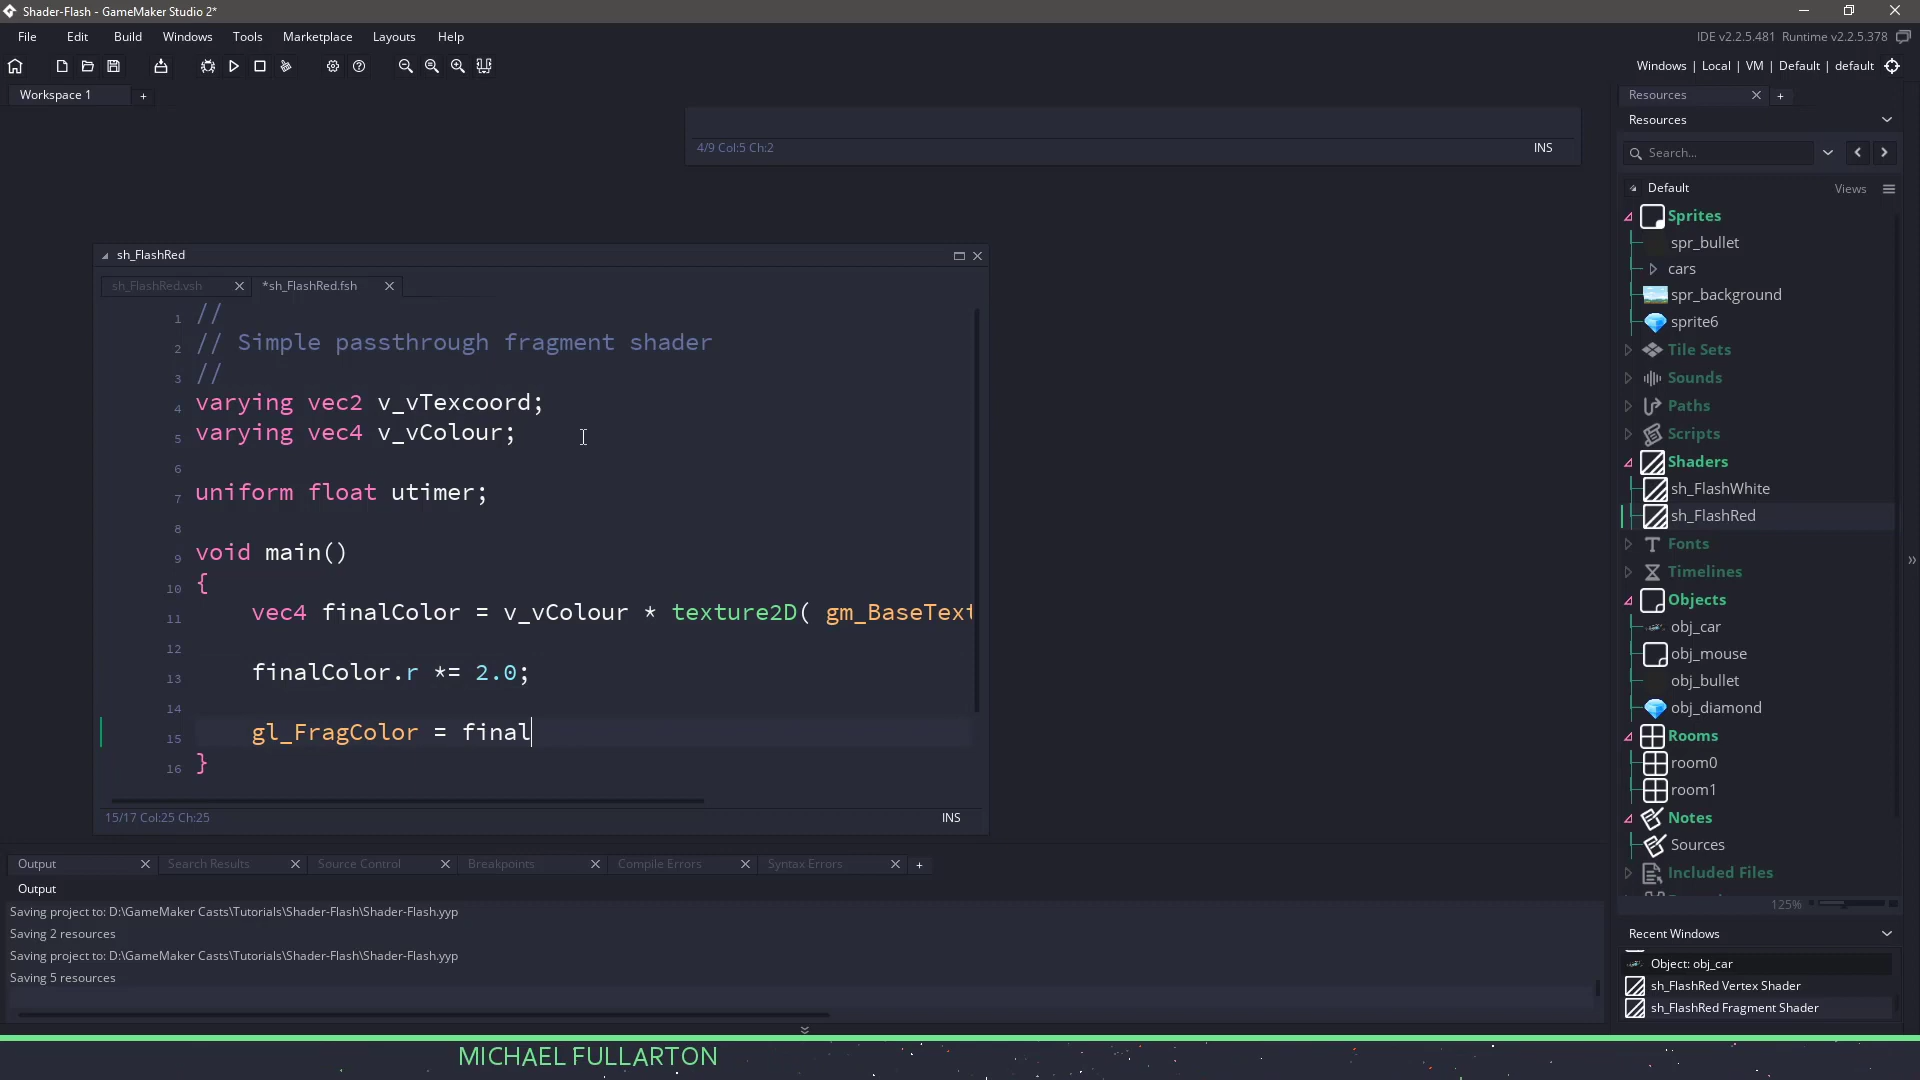 Shader-Flash - GameMaker Studio 2*
File Edit Build Windows Tools Marketplace Layouts Help
IDE v2.2.5.481 Runtime v2.2.5.378
Windows | Local | VM | Default | default
Workspace 1
4/9 Col:5 Ch:2
INS
sh_FlashRed
sh_FlashRed.vsh
*sh_FlashRed.fsh
1 //
2 // Simple passthrough fragment shader
3 //
4 varying vec2 v_vTexcoord;
5 varying vec4 v_vColour;
6
7 uniform float utimer;
8
9 void main()
10 {
11 vec4 finalColor = v_vColour * texture2D( gm_BaseText
12
13 finalColor.r *= 2.0;
14
15 gl_FragColor = final
16 }
15/17 Col:25 Ch:25
INS
Resources
Resources
Search...
Default
Views
Sprites
spr_bullet
cars
spr_background
sprite6
Tile Sets
Sounds
Paths
Scripts
Shaders
sh_FlashWhite
sh_FlashRed
Fonts
Timelines
Objects
obj_car
obj_mouse
obj_bullet
obj_diamond
Rooms
room0
room1
Notes
Sources
Included Files
125%
Recent Windows
Object: obj_car
sh_FlashRed Vertex Shader
sh_FlashRed Fragment Shader
Output
Search Results
Source Control
Breakpoints
Compile Errors
Syntax Errors
Output
Saving project to: D:\GameMaker Casts\Tutorials\Shader-Flash\Shader-Flash.yyp
Saving 2 resources
Saving project to: D:\GameMaker Casts\Tutorials\Shader-Flash\Shader-Flash.yyp
Saving 5 resources
MICHAEL FULLARTON